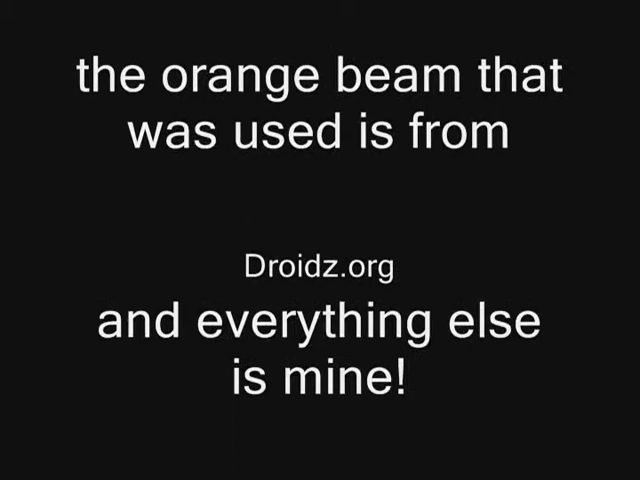 the orange beam that
was used is from
Droidz.org
and everything else
is mine!